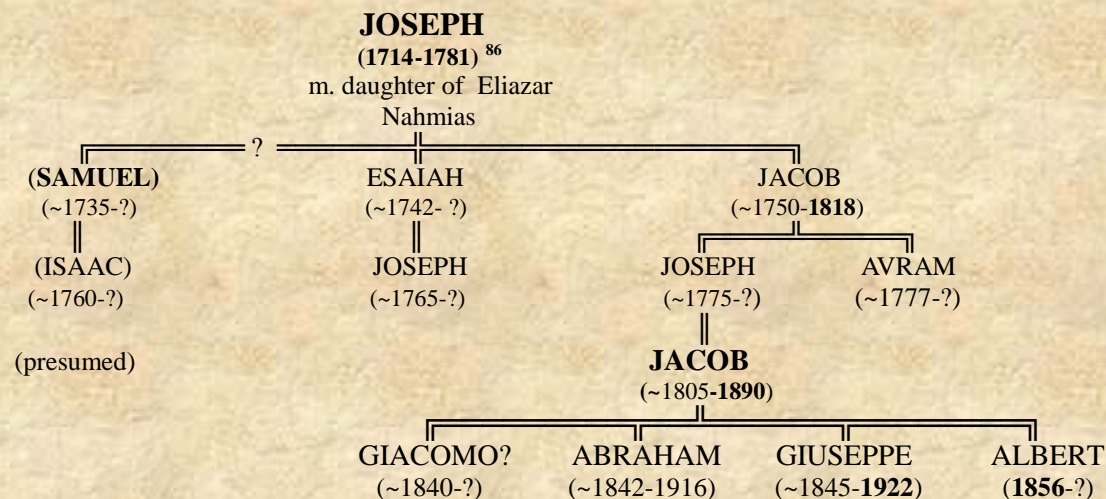 JOSEPH
(1714-1781) 86
m. daughter of Eliazar
Nahmias
?
(SAMUEL) ESAIAH JACOB
(~1735-?) (~1742- ?) (~1750-1818)
(ISAAC) JOSEPH JOSEPH AVRAM
(~1760-?) (~1765-?) (~1775-?) (~1777-?)
(presumed) JACOB
(~1805-1890)
GIACOMO? ABRAHAM GIUSEPPE ALBERT
(~1840-?) (~1842-1916) (~1845-1922) (1856-?)